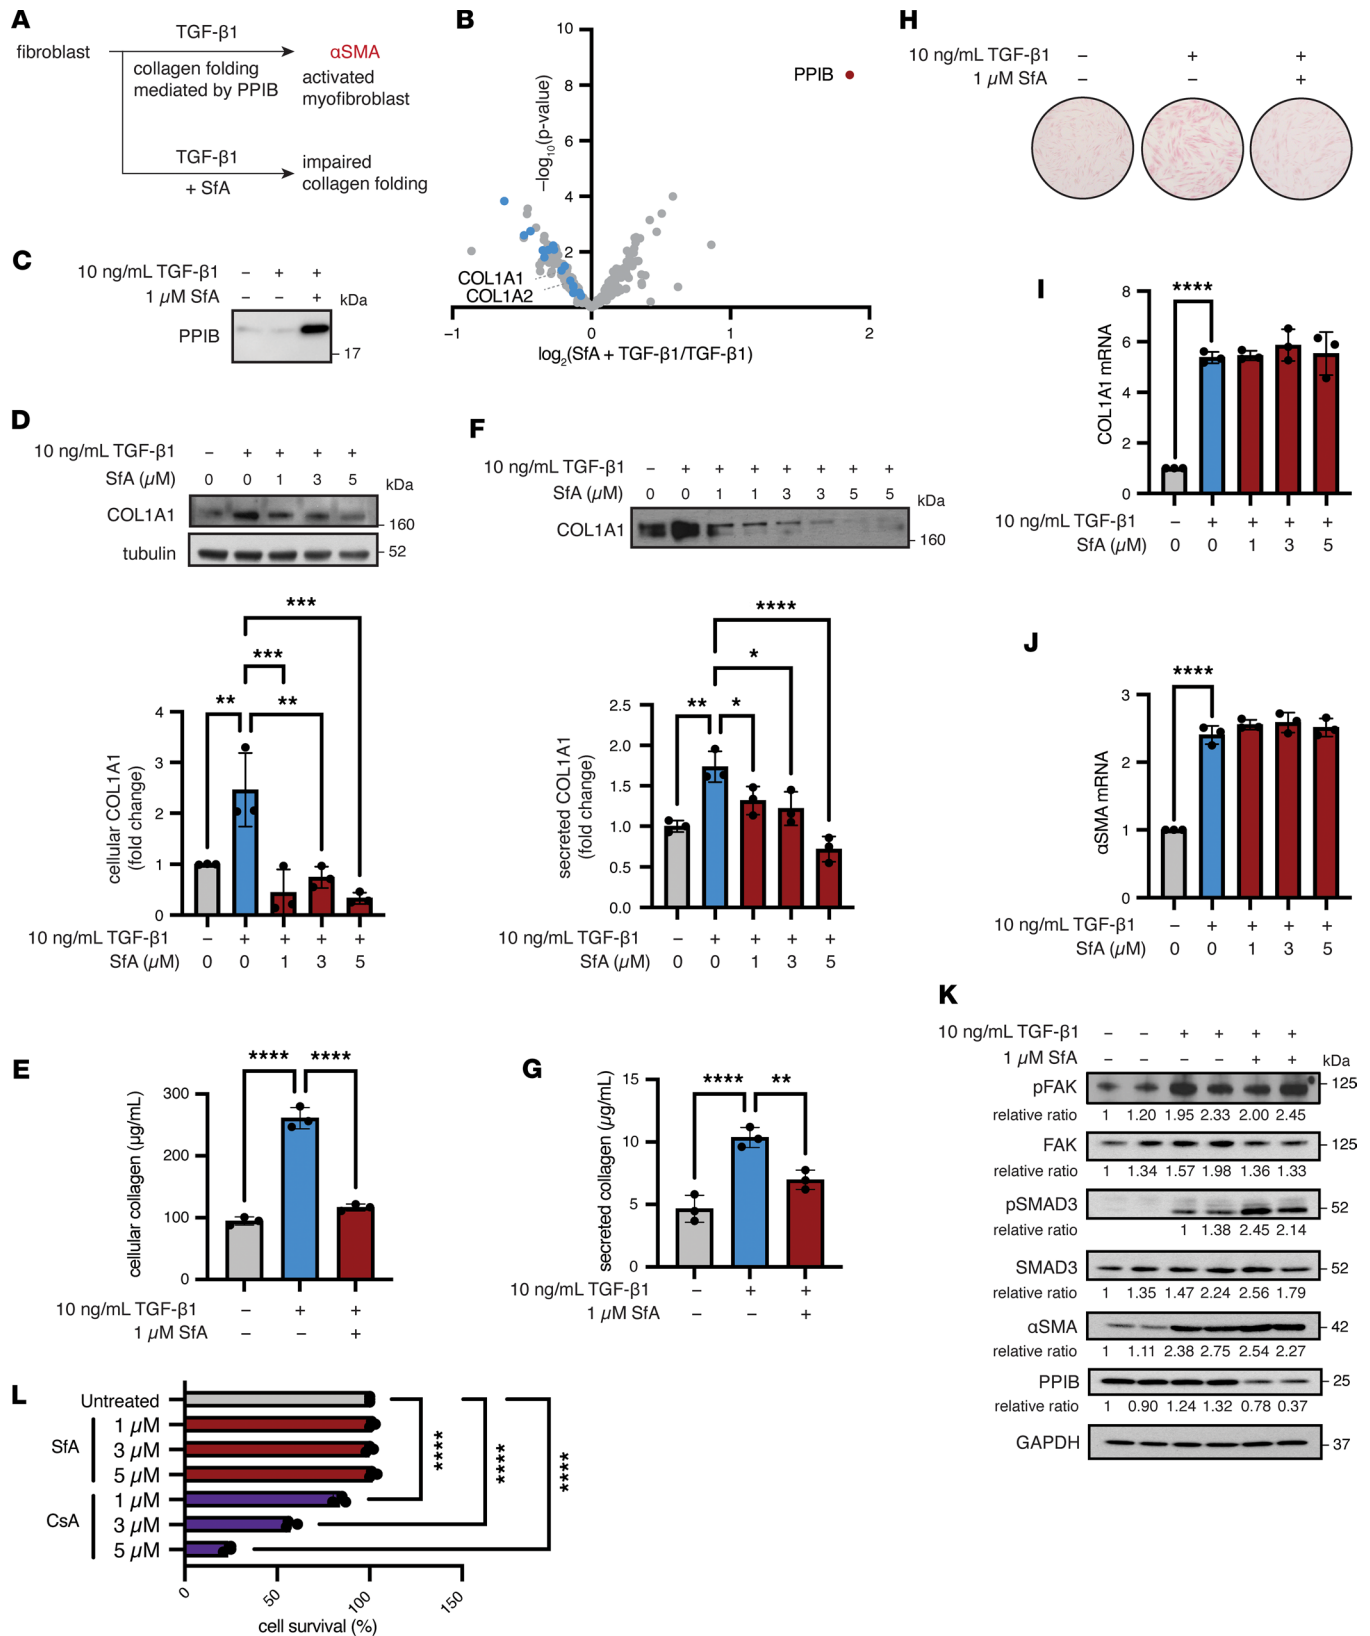 A
fibroblast
TGF-β1
collagen folding
mediated by PPIB
αSMA
activated
myofibroblast
TGF-β1
+ SfA
impaired
collagen folding
B
–log10(p-value)
10
8
6
4
2
PPIB
COL1A1
COL1A2
–1 0 1 2
log2(SfA + TGF-β1/TGF-β1)
C
10 ng/mL TGF-β1 – + +
1 µM SfA – – + kDa
PPIB
17
D
10 ng/mL TGF-β1 – + + + +
SfA (µM) 0 0 1 3 5 kDa
COL1A1 160
tubulin 52
***
***
** **
cellular COL1A1
(fold change)
4
3
2
1
0
10 ng/mL TGF-β1 – + + + +
SfA (µM) 0 0 1 3 5
E
**** ****
cellular collagen (µg/mL)
300
200
100
0
10 ng/mL TGF-β1 – + +
1 µM SfA – – +
F
10 ng/mL TGF-β1 – + + + + + + +
SfA (µM) 0 0 1 1 3 3 5 5 kDa
COL1A1 160
****
*
** *
secreted COL1A1
(fold change)
2.5
2.0
1.5
1.0
0.5
0.0
10 ng/mL TGF-β1 – + + + +
SfA (µM) 0 0 1 3 5
G
**** **
secreted collagen (µg/mL)
15
10
5
0
10 ng/mL TGF-β1 – + +
1 µM SfA – – +
H
10 ng/mL TGF-β1 – + +
1 µM SfA – – +
I
****
COL1A1 mRNA
8
6
4
2
0
10 ng/mL TGF-β1 – + + + +
SfA (µM) 0 0 1 3 5
J
****
αSMA mRNA
3
2
1
0
10 ng/mL TGF-β1 – + + + +
SfA (µM) 0 0 1 3 5
K
10 ng/mL TGF-β1 – – + + + +
1 µM SfA – – – – + + kDa
pFAK 125
relative ratio 1 1.20 1.95 2.33 2.00 2.45
FAK 125
relative ratio 1 1.34 1.57 1.98 1.36 1.33
pSMAD3 52
relative ratio 1 1.38 2.45 2.14
SMAD3 52
relative ratio 1 1.35 1.47 2.24 2.56 1.79
αSMA 42
relative ratio 1 1.11 2.38 2.75 2.54 2.27
PPIB 25
relative ratio 1 0.90 1.24 1.32 0.78 0.37
GAPDH 37
L
Untreated
SfA
1 µM
3 µM
5 µM
CsA
1 µM
3 µM
5 µM
****
****
****
0 50 100 150
cell survival (%)